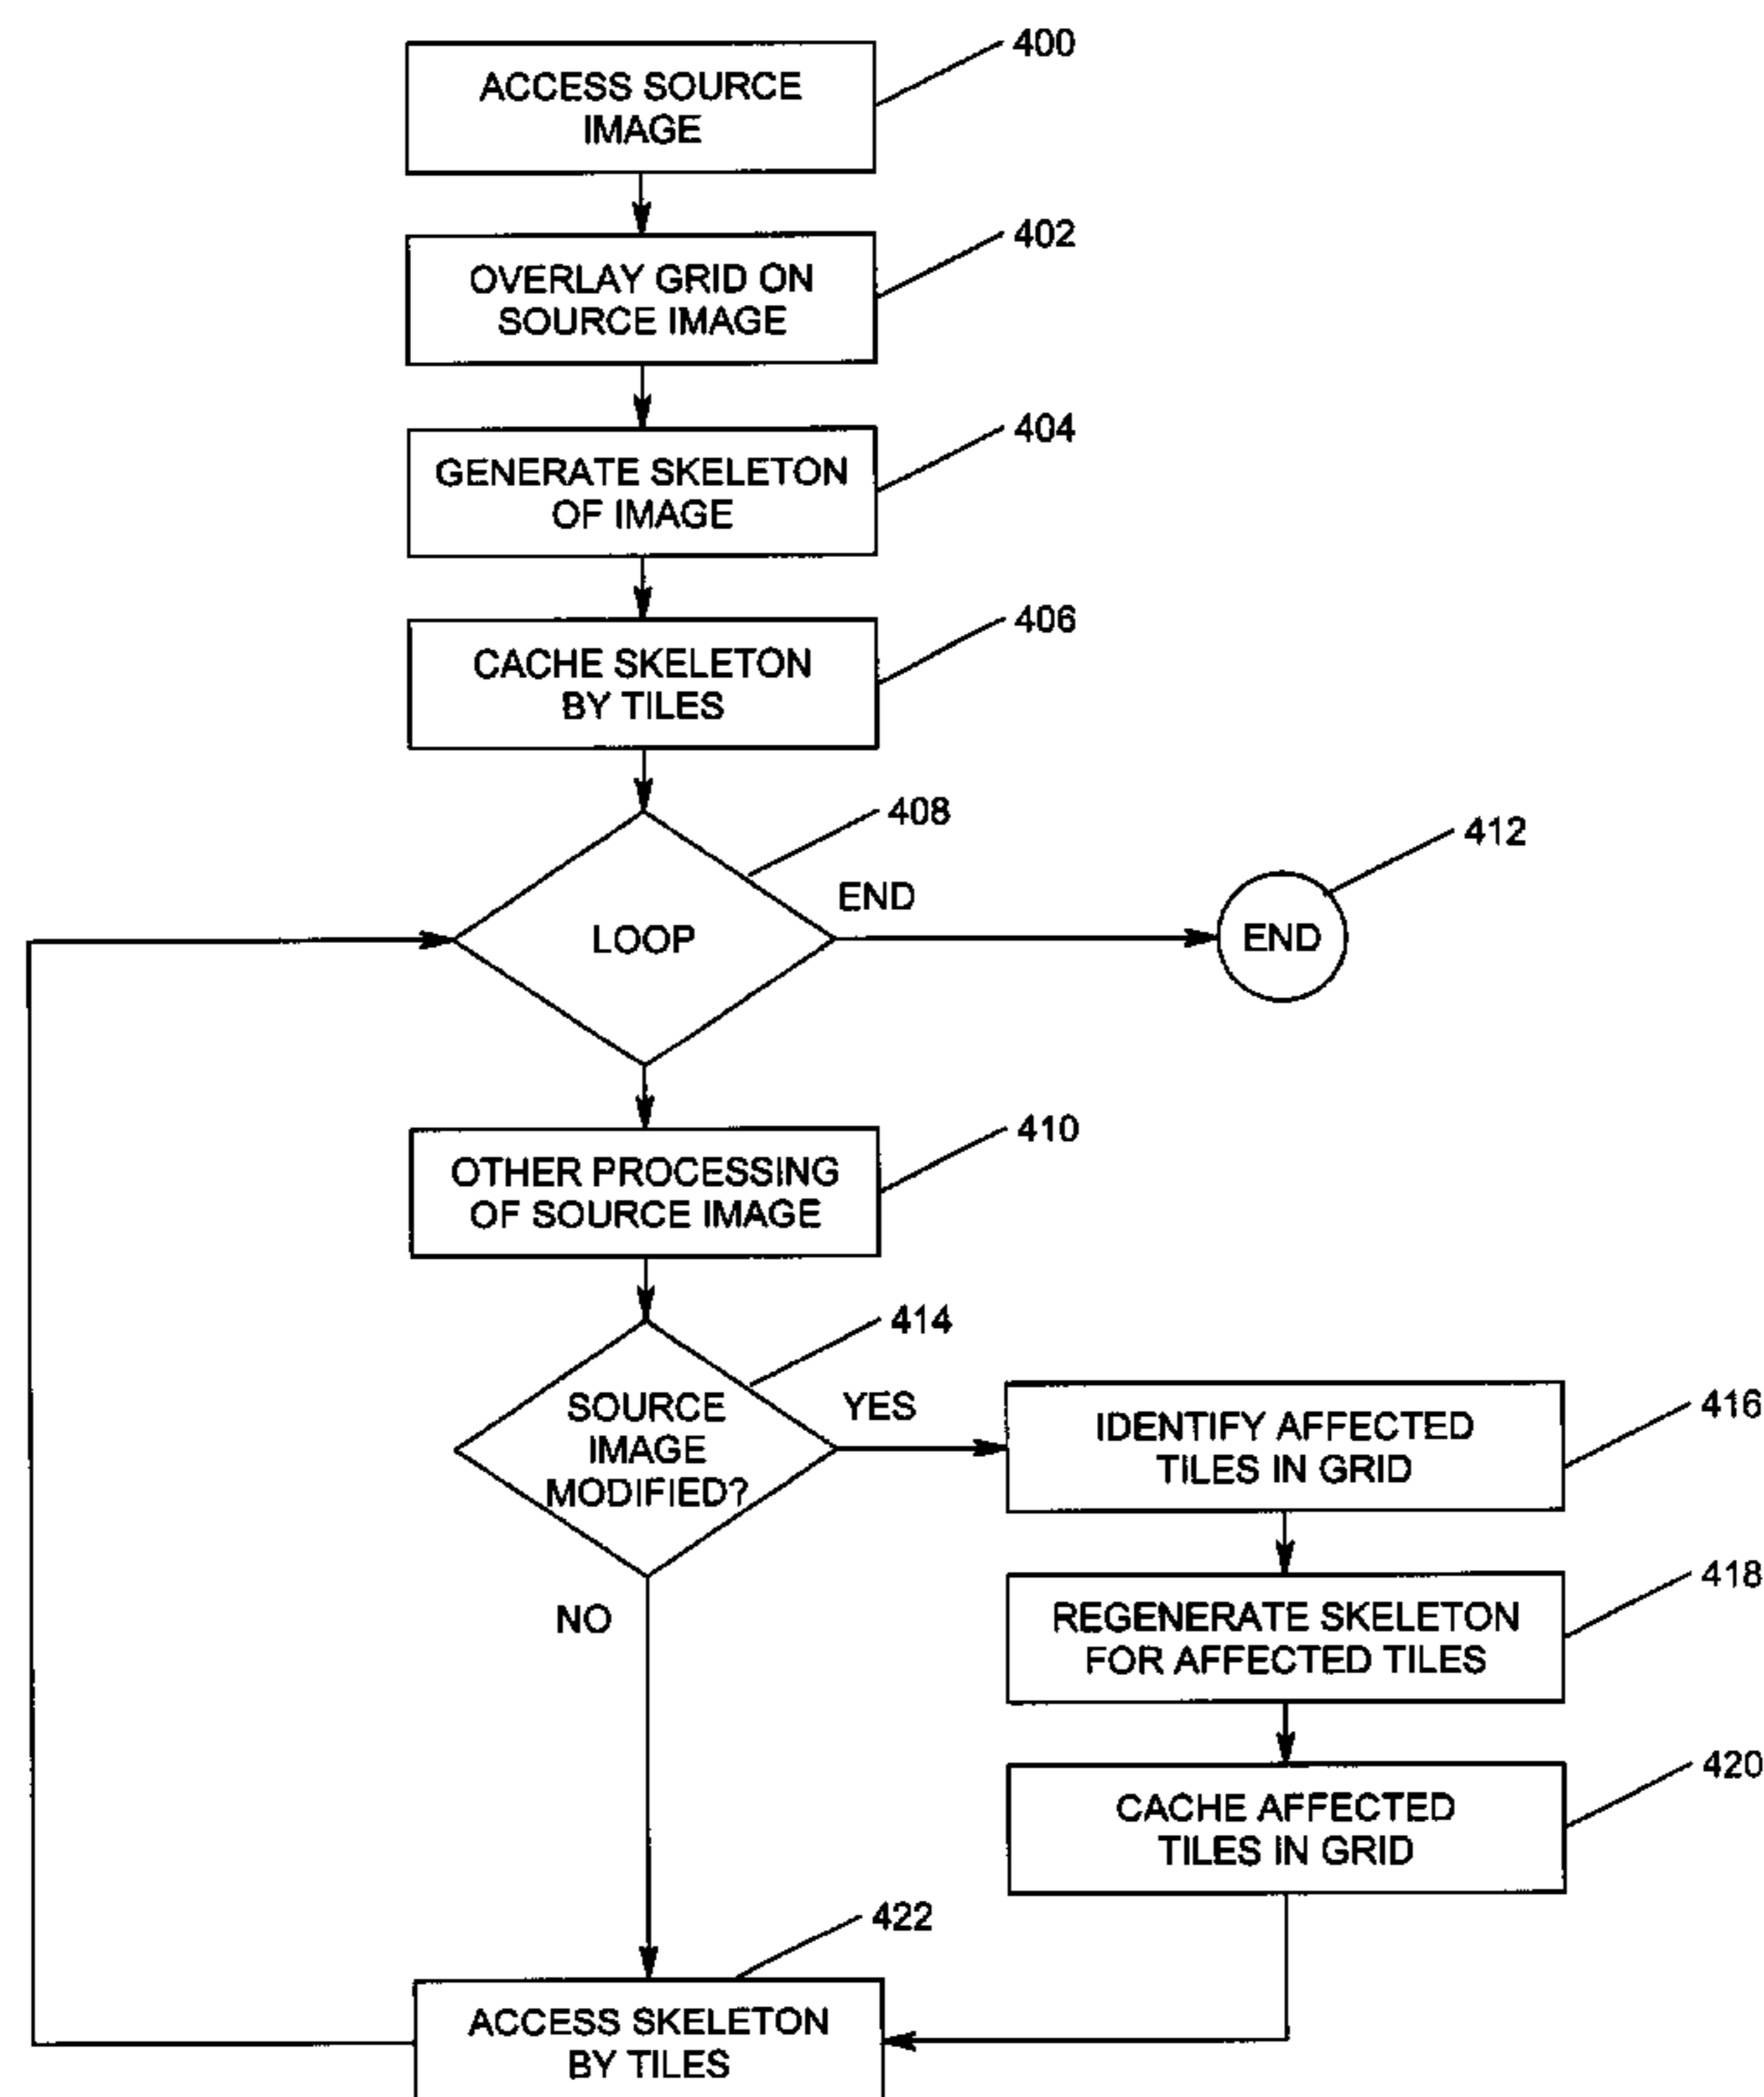 400
ACCESS SOURCE
IMAGE
402
OVERLAY GRID ON
SOURCE IMAGE
404
GENERATE SKELETON
OF IMAGE
406
CACHE SKELETON
BY TILES
408
412
END
LOOP
END
410
OTHER PROCESSING
OF SOURCE IMAGE
414
SOURCE
IMAGE
MODIFIED?
YES
416
IDENTIFY AFFECTED
TILES IN GRID
NO
418
REGENERATE SKELETON
FOR AFFECTED TILES
420
CACHE AFFECTED
TILES IN GRID
422
ACCESS SKELETON
BY TILES